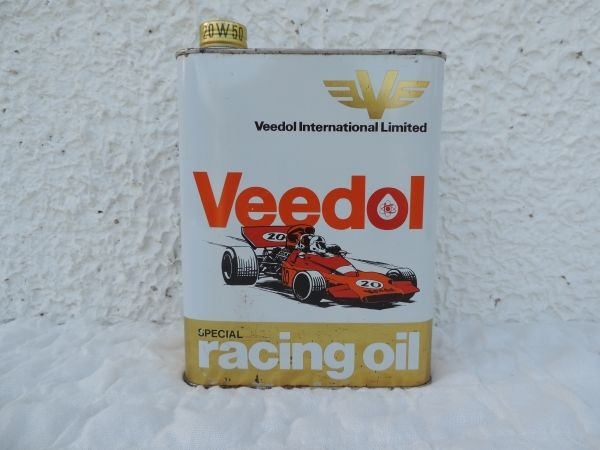 20W50
Veedol International Limited
Veedol
20
20
SPECIAL
racing oil